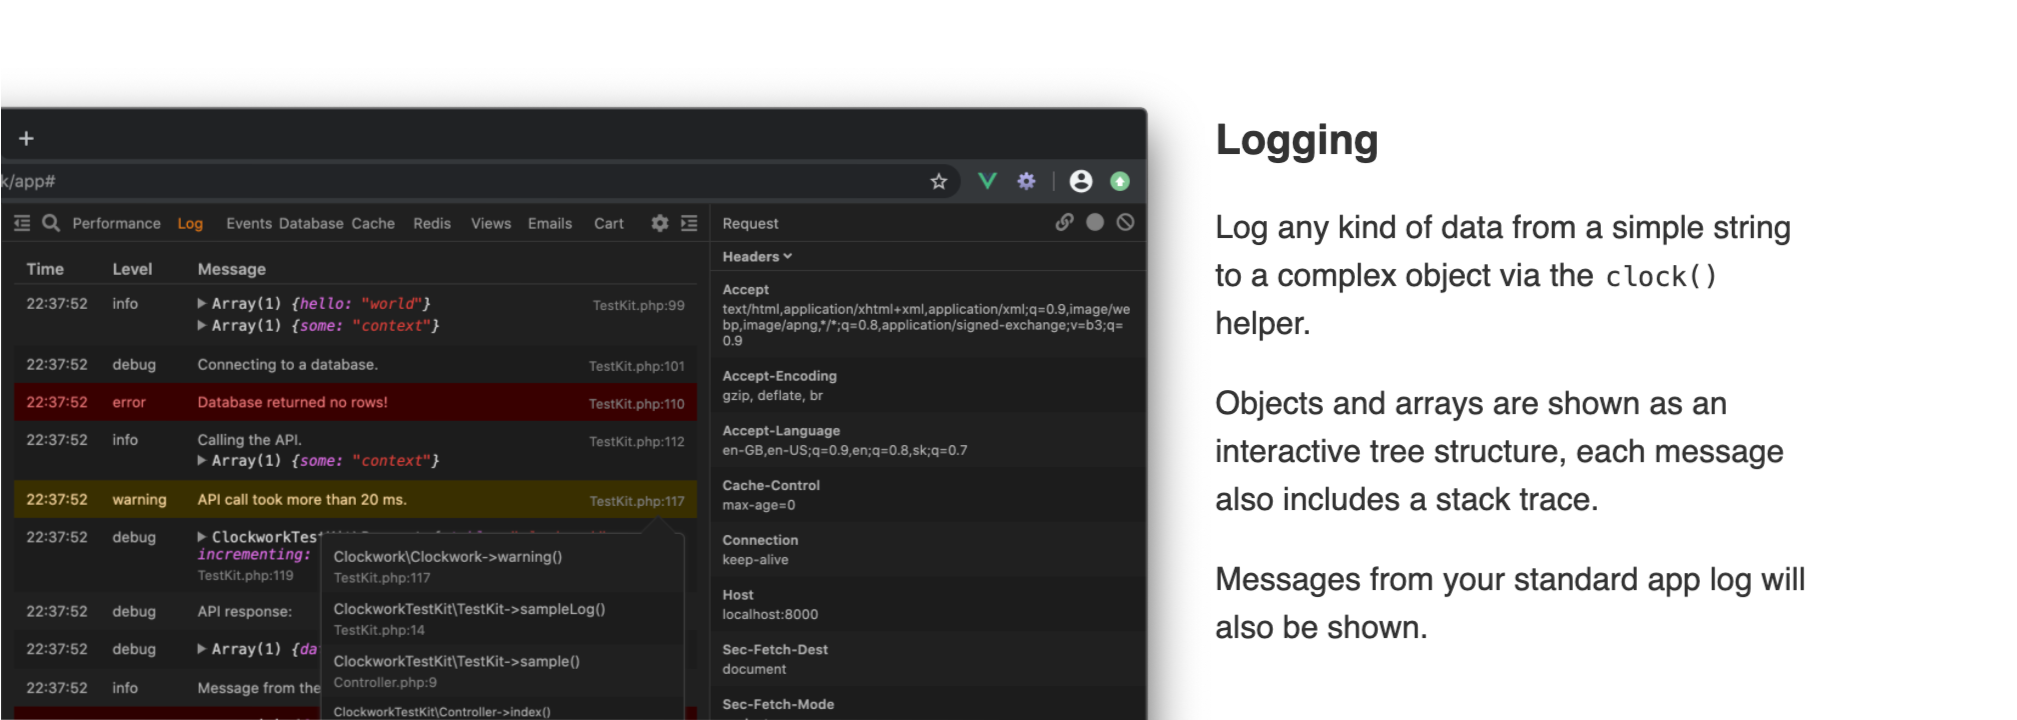 k/app#
Performance Log Events Database Cache Redis Views Emails Cart
Time Level Message
22:37:52 info ▶ Array(1) {hello: "world"} TestKit.php:99
▶ Array(1) {some: "context"}
22:37:52 debug Connecting to a database. TestKit.php:101
22:37:52 error Database returned no rows! TestKit.php:110
22:37:52 info Calling the API. TestKit.php:112
▶ Array(1) {some: "context"}
22:37:52 warning API call took more than 20 ms. TestKit.php:117
22:37:52 debug ▶ ClockworkTes
incrementing:
TestKit.php:119
22:37:52 debug API response:
22:37:52 debug ▶ Array(1) {da
22:37:52 info Message from the
Clockwork\Clockwork->warning()
TestKit.php:117
ClockworkTestKit\TestKit->sampleLog()
TestKit.php:14
ClockworkTestKit\TestKit->sample()
Controller.php:9
ClockworkTestKit\Controller->index()
Request
Headers
Accept
text/html,application/xhtml+xml,application/xml;q=0.9,image/we
bp,image/apng,*/*;q=0.8,application/signed-exchange;v=b3;q=
0.9
Accept-Encoding
gzip, deflate, br
Accept-Language
en-GB,en-US;q=0.9,en;q=0.8,sk;q=0.7
Cache-Control
max-age=0
Connection
keep-alive
Host
localhost:8000
Sec-Fetch-Dest
document
Sec-Fetch-Mode
Logging
Log any kind of data from a simple string
to a complex object via the clock()
helper.
Objects and arrays are shown as an
interactive tree structure, each message
also includes a stack trace.
Messages from your standard app log will
also be shown.